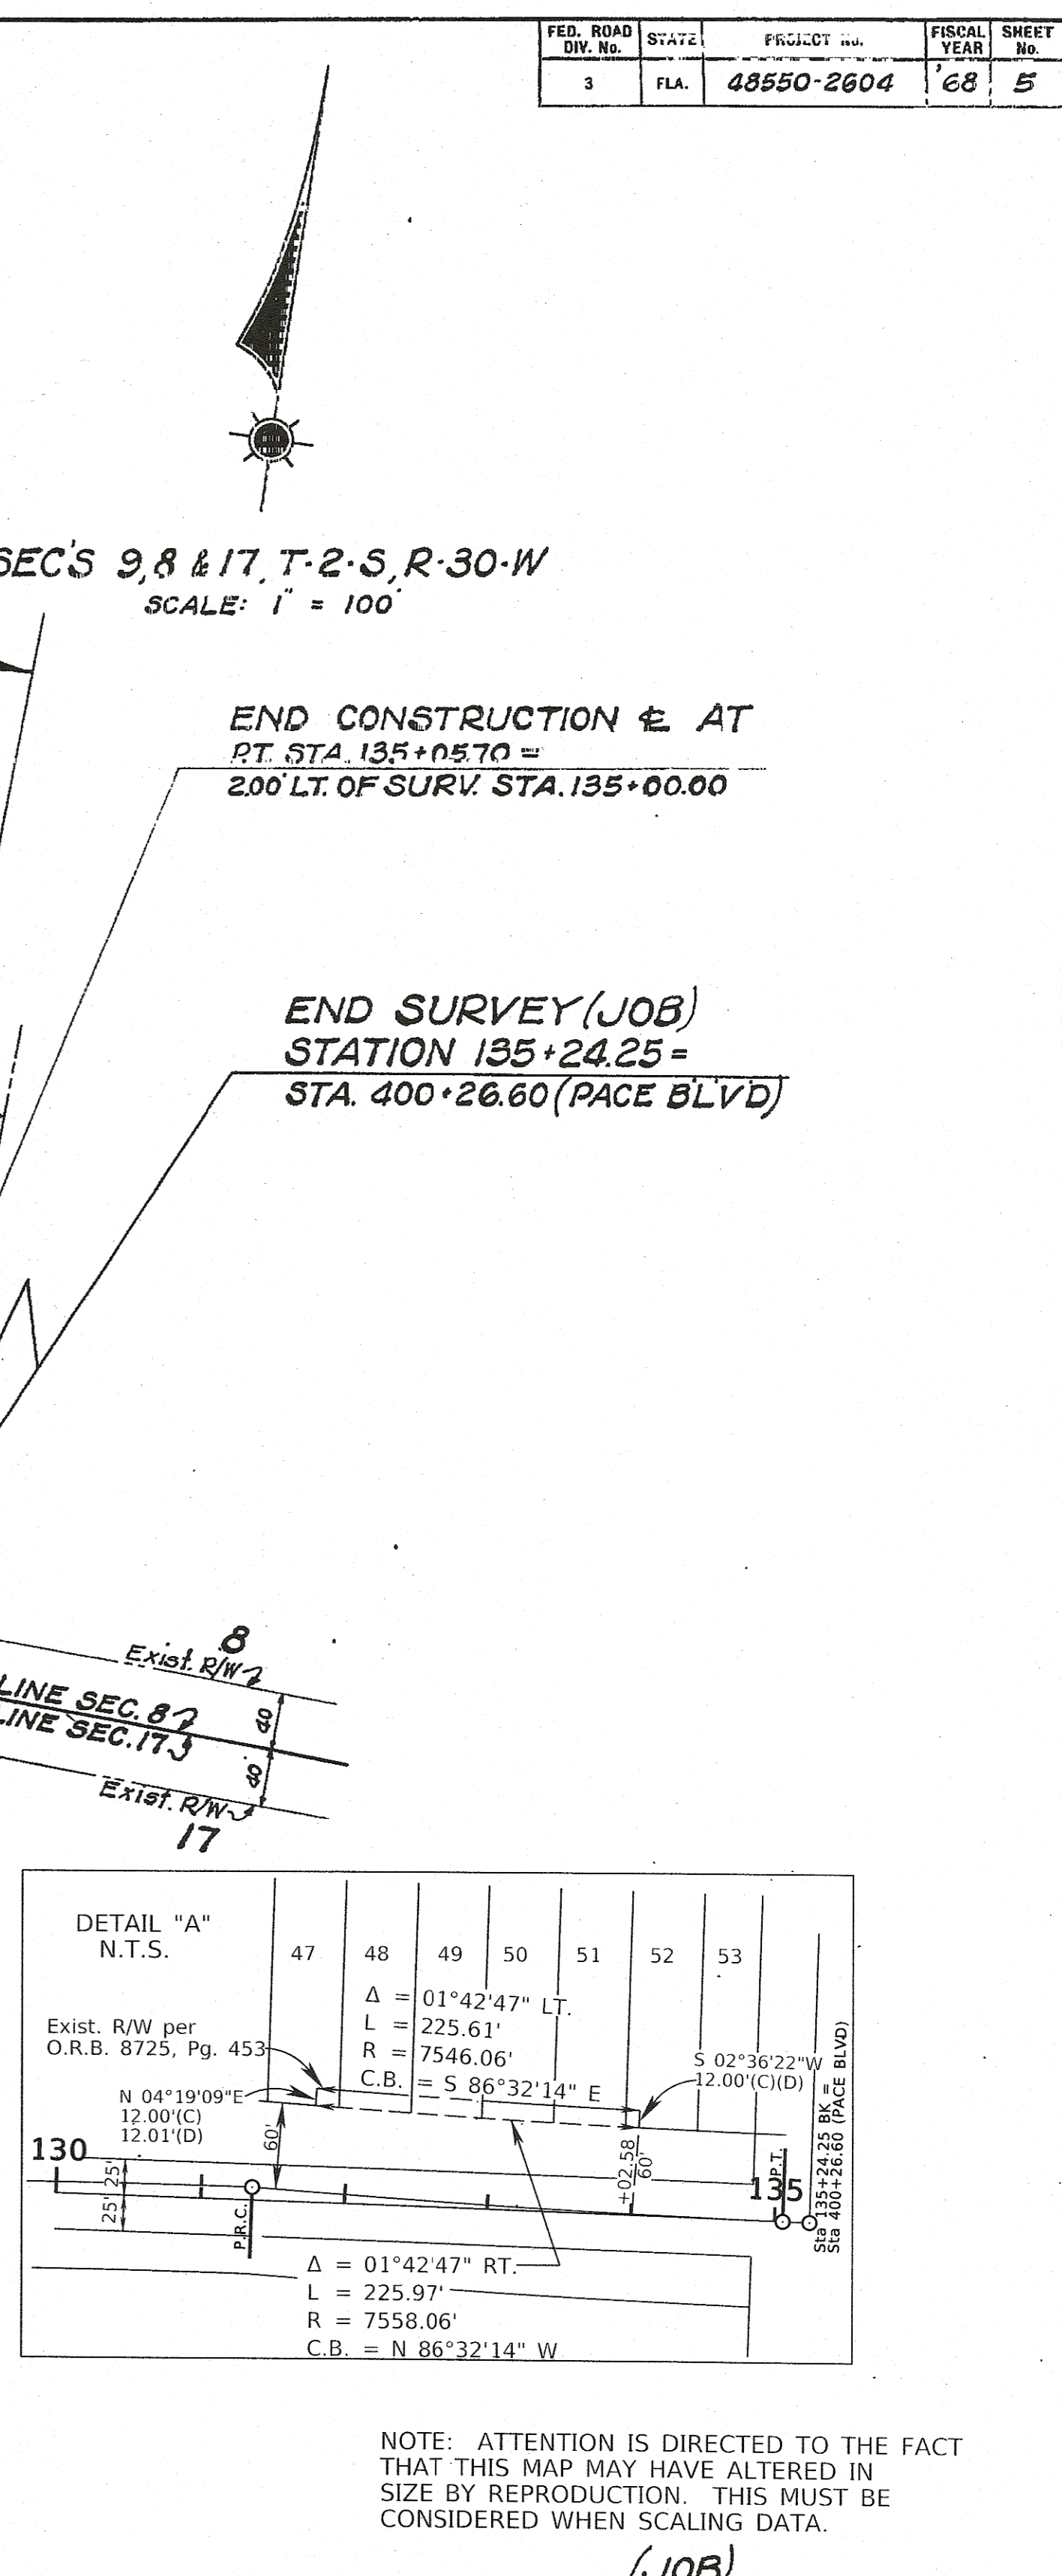 FED. ROAD DIV. No. STATE PROJECT No. FISCAL YEAR SHEET No.
3 FLA. 48550-2604 '68 5
SEC'S 9,8 & 17, T-2-S, R-30-W
SCALE: 1" = 100'
END CONSTRUCTION ℄ AT
P.T. STA. 135+05.70 =
2.00' LT. OF SURV. STA. 135+00.00
END SURVEY (JOB)
STATION 135+24.25 =
STA. 400+26.60 (PACE BLVD)
8
Exist. R/W
LINE SEC. 8
LINE SEC. 17
40'
40'
Exist. R/W
17
DETAIL "A"
N.T.S.
47 48 49 50 51 52 53
Δ = 01°42'47" LT.
L = 225.61'
R = 7546.06'
C.B. = S 86°32'14" E
Exist. R/W per
O.R.B. 8725, Pg. 453
S 02°36'22"W
12.00'(C)(D)
N 04°19'09"E
12.00'(C)
12.01'(D)
130
25'
25'
60'
P.R.C.
+02.58
60'
P.T.
135
Sta 135+24.25 BK =
Sta 400+26.60 (PACE BLVD)
Δ = 01°42'47" RT.
L = 225.97'
R = 7558.06'
C.B. = N 86°32'14" W
NOTE: ATTENTION IS DIRECTED TO THE FACT
THAT THIS MAP MAY HAVE ALTERED IN
SIZE BY REPRODUCTION. THIS MUST BE
CONSIDERED WHEN SCALING DATA.
(JOB)